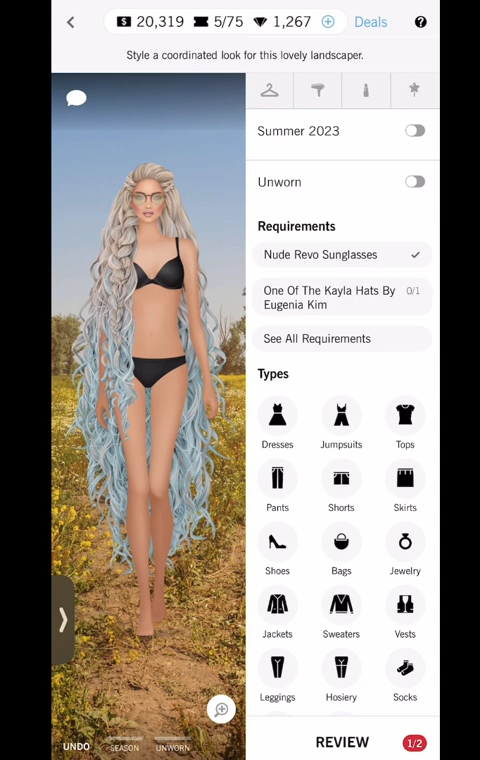 $ 20,319 5/75 1,267 Deals ?
Style a coordinated look for this lovely landscaper.
Summer 2023
Unworn
Requirements
Nude Revo Sunglasses
One Of The Kayla Hats By 0/1
Eugenia Kim
See All Requirements
Types
Dresses Jumpsuits Tops
Pants Shorts Skirts
Shoes Bags Jewelry
Jackets Sweaters Vests
Leggings Hosiery Socks
UNDO SEASON UNWORN REVIEW 1/2